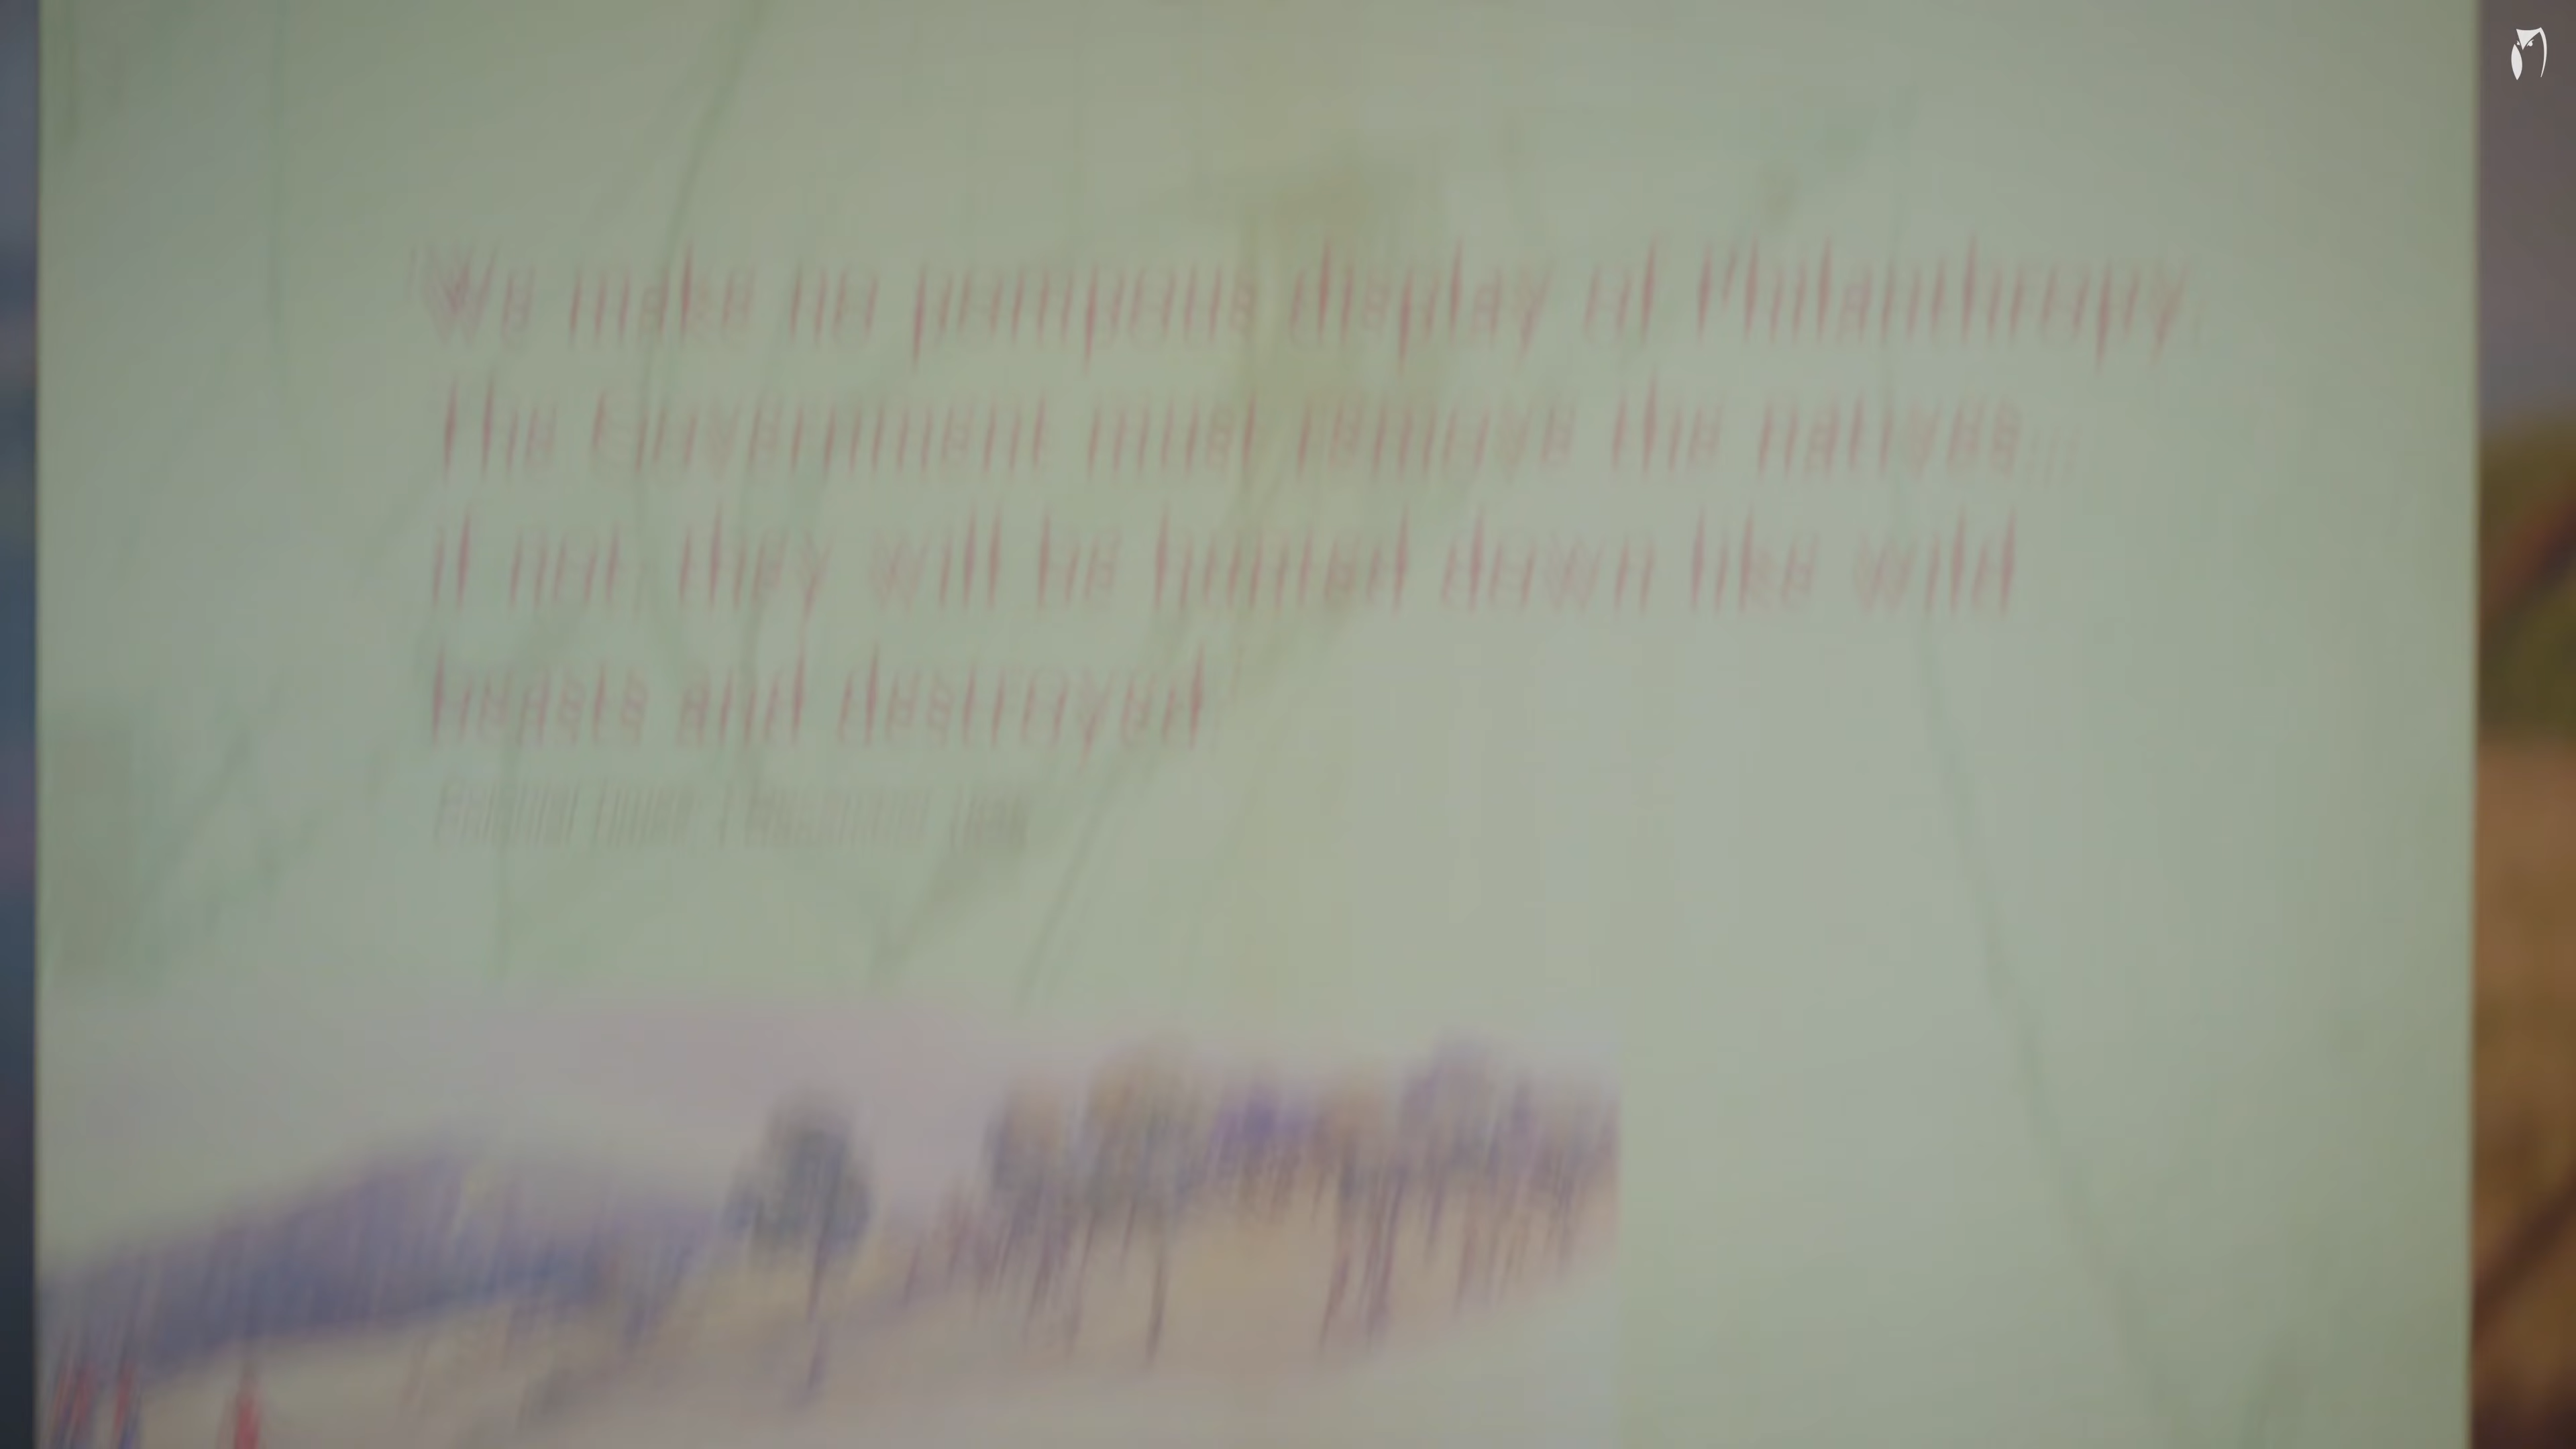 "We make no pompous display of Philanthropy.
The Government must remove the natives...
if not, they will be hunted down like wild
beasts and destroyed.